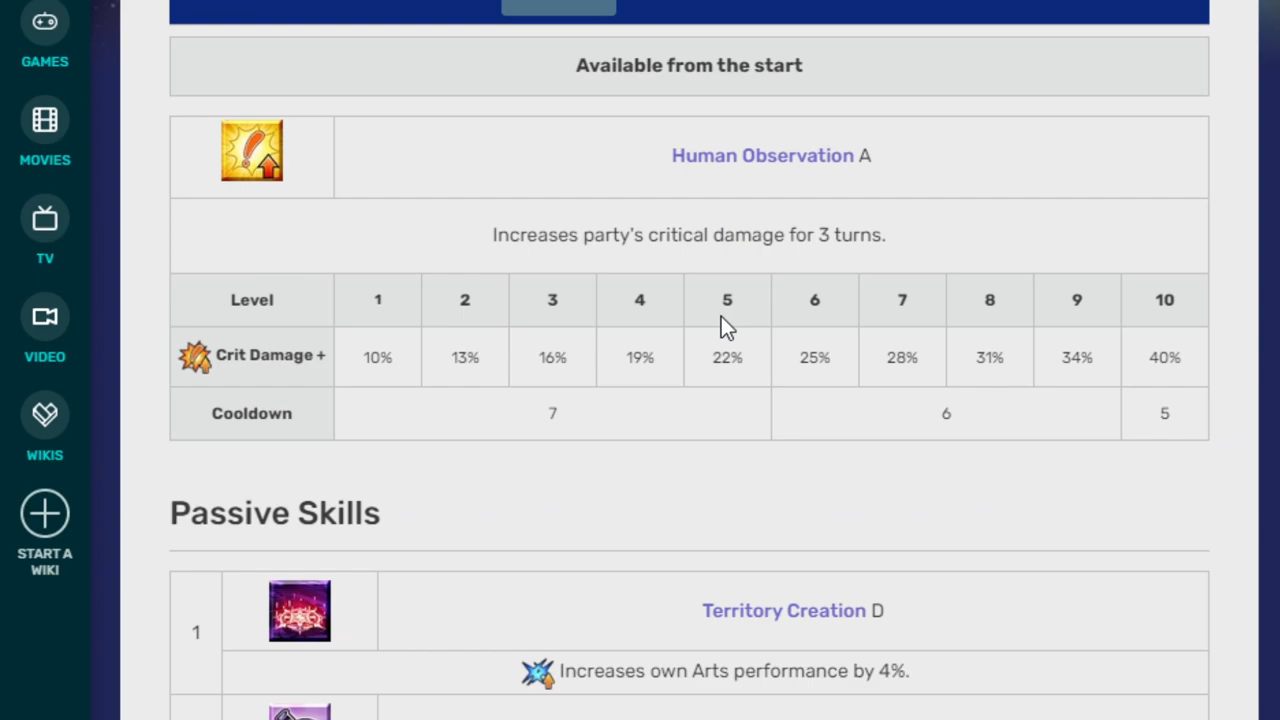 GAMES
MOVIES
TV
VIDEO
WIKIS
START A
WIKI
Available from the start
Human Observation A
Increases party's critical damage for 3 turns.
Level 1 2 3 4 5 6 7 8 9 10
Crit Damage + 10% 13% 16% 19% 22% 25% 28% 31% 34% 40%
Cooldown 7 6 5
Passive Skills
1 Territory Creation D
Increases own Arts performance by 4%.